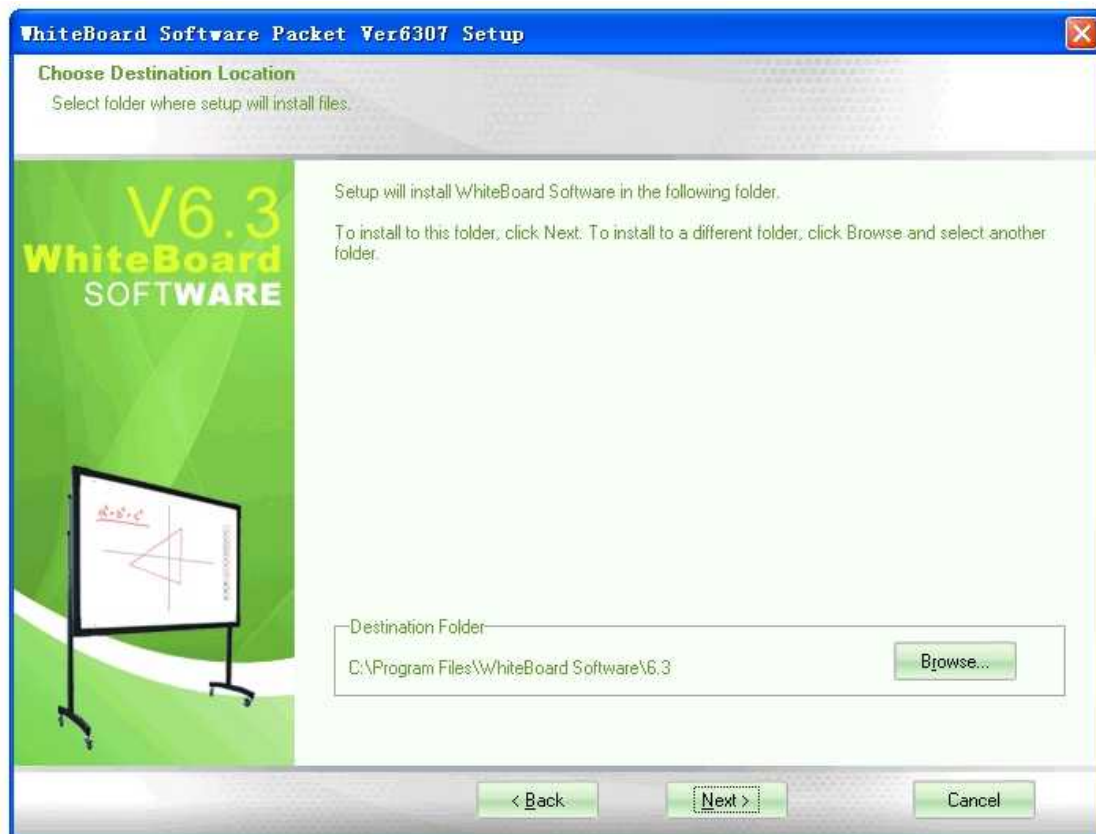 WhiteBoard Software Packet Ver6307 Setup
Choose Destination Location
Select folder where setup will install files.
V6.3
WhiteBoard
SOFTWARE
Setup will install WhiteBoard Software in the following folder.
To install to this folder, click Next. To install to a different folder, click Browse and select another
folder.
Destination Folder
C:\Program Files\WhiteBoard Software\6.3
Browse...
< Back
Next >
Cancel